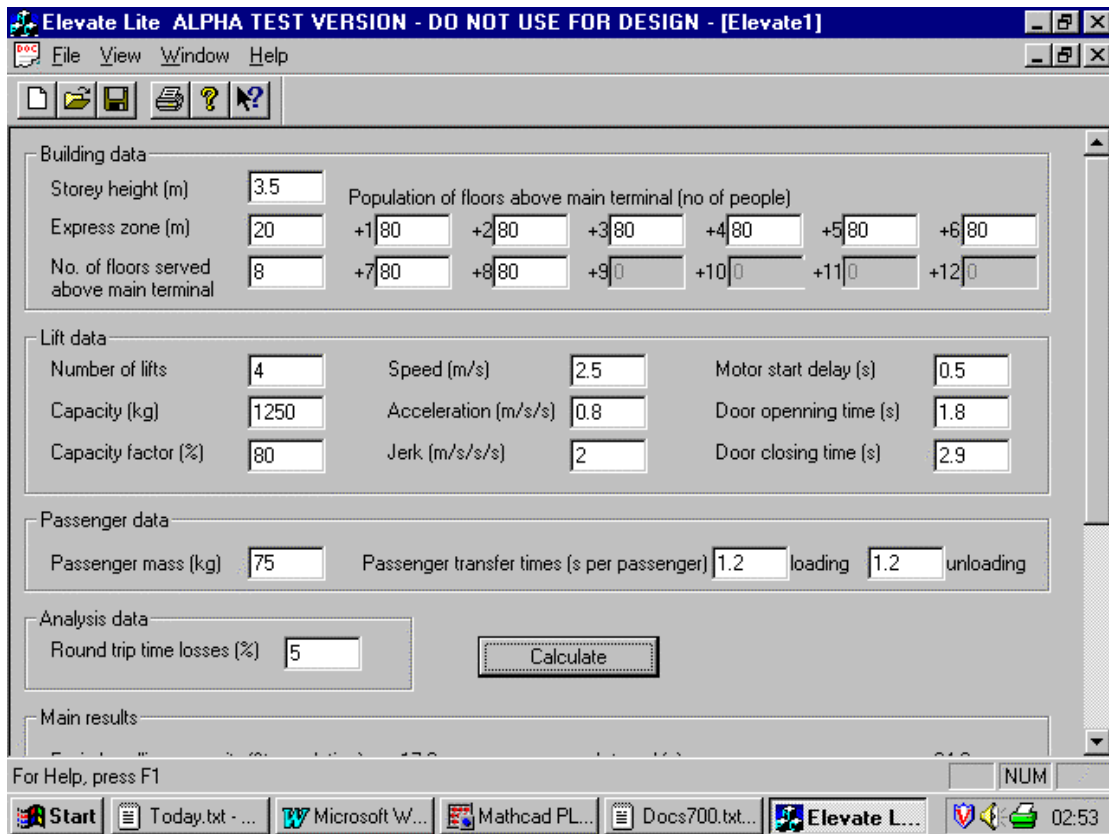 Elevate Lite ALPHA TEST VERSION - DO NOT USE FOR DESIGN - [Elevate1]
File View Window Help
Building data
Storey height (m) 3.5 Population of floors above main terminal (no of people)
Express zone (m) 20 +1 80 +2 80 +3 80 +4 80 +5 80 +6 80
No. of floors served above main terminal 8 +7 80 +8 80 +9 0 +10 0 +11 0 +12 0
Lift data
Number of lifts 4 Speed (m/s) 2.5 Motor start delay (s) 0.5
Capacity (kg) 1250 Acceleration (m/s/s) 0.8 Door openning time (s) 1.8
Capacity factor (%) 80 Jerk (m/s/s/s) 2 Door closing time (s) 2.9
Passenger data
Passenger mass (kg) 75 Passenger transfer times (s per passenger) 1.2 loading 1.2 unloading
Analysis data
Round trip time losses (%) 5 Calculate
Main results
For Help, press F1 NUM
Start Today.txt - ... Microsoft W... Mathcad PL... Docs700.txt... Elevate L... 02:53